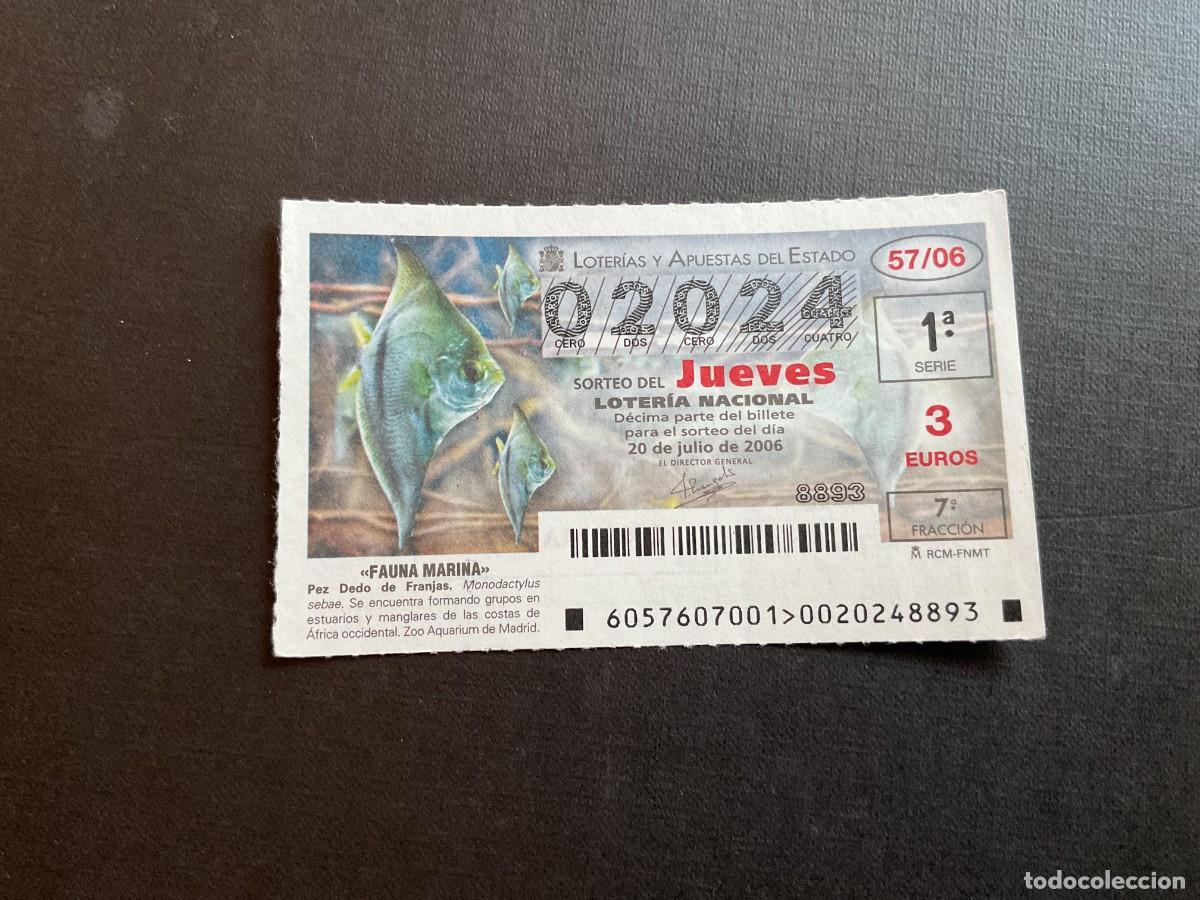 LOTERÍAS Y APUESTAS DEL ESTADO
57/06
02024
CERO DOS CERO DOS CUATRO
1ª
SERIE
SORTEO DEL Jueves
LOTERÍA NACIONAL
Décima parte del billete
para el sorteo del día
20 de julio de 2006
EL DIRECTOR GENERAL
8893
3
EUROS
7ª
FRACCIÓN
RCM-FNMT
«FAUNA MARINA»
Pez Dedo de Franjas. Monodactylus
sebae. Se encuentra formando grupos en
estuarios y manglares de las costas de
África occidental. Zoo Aquarium de Madrid.
6057607001>0020248893
todocoleccion